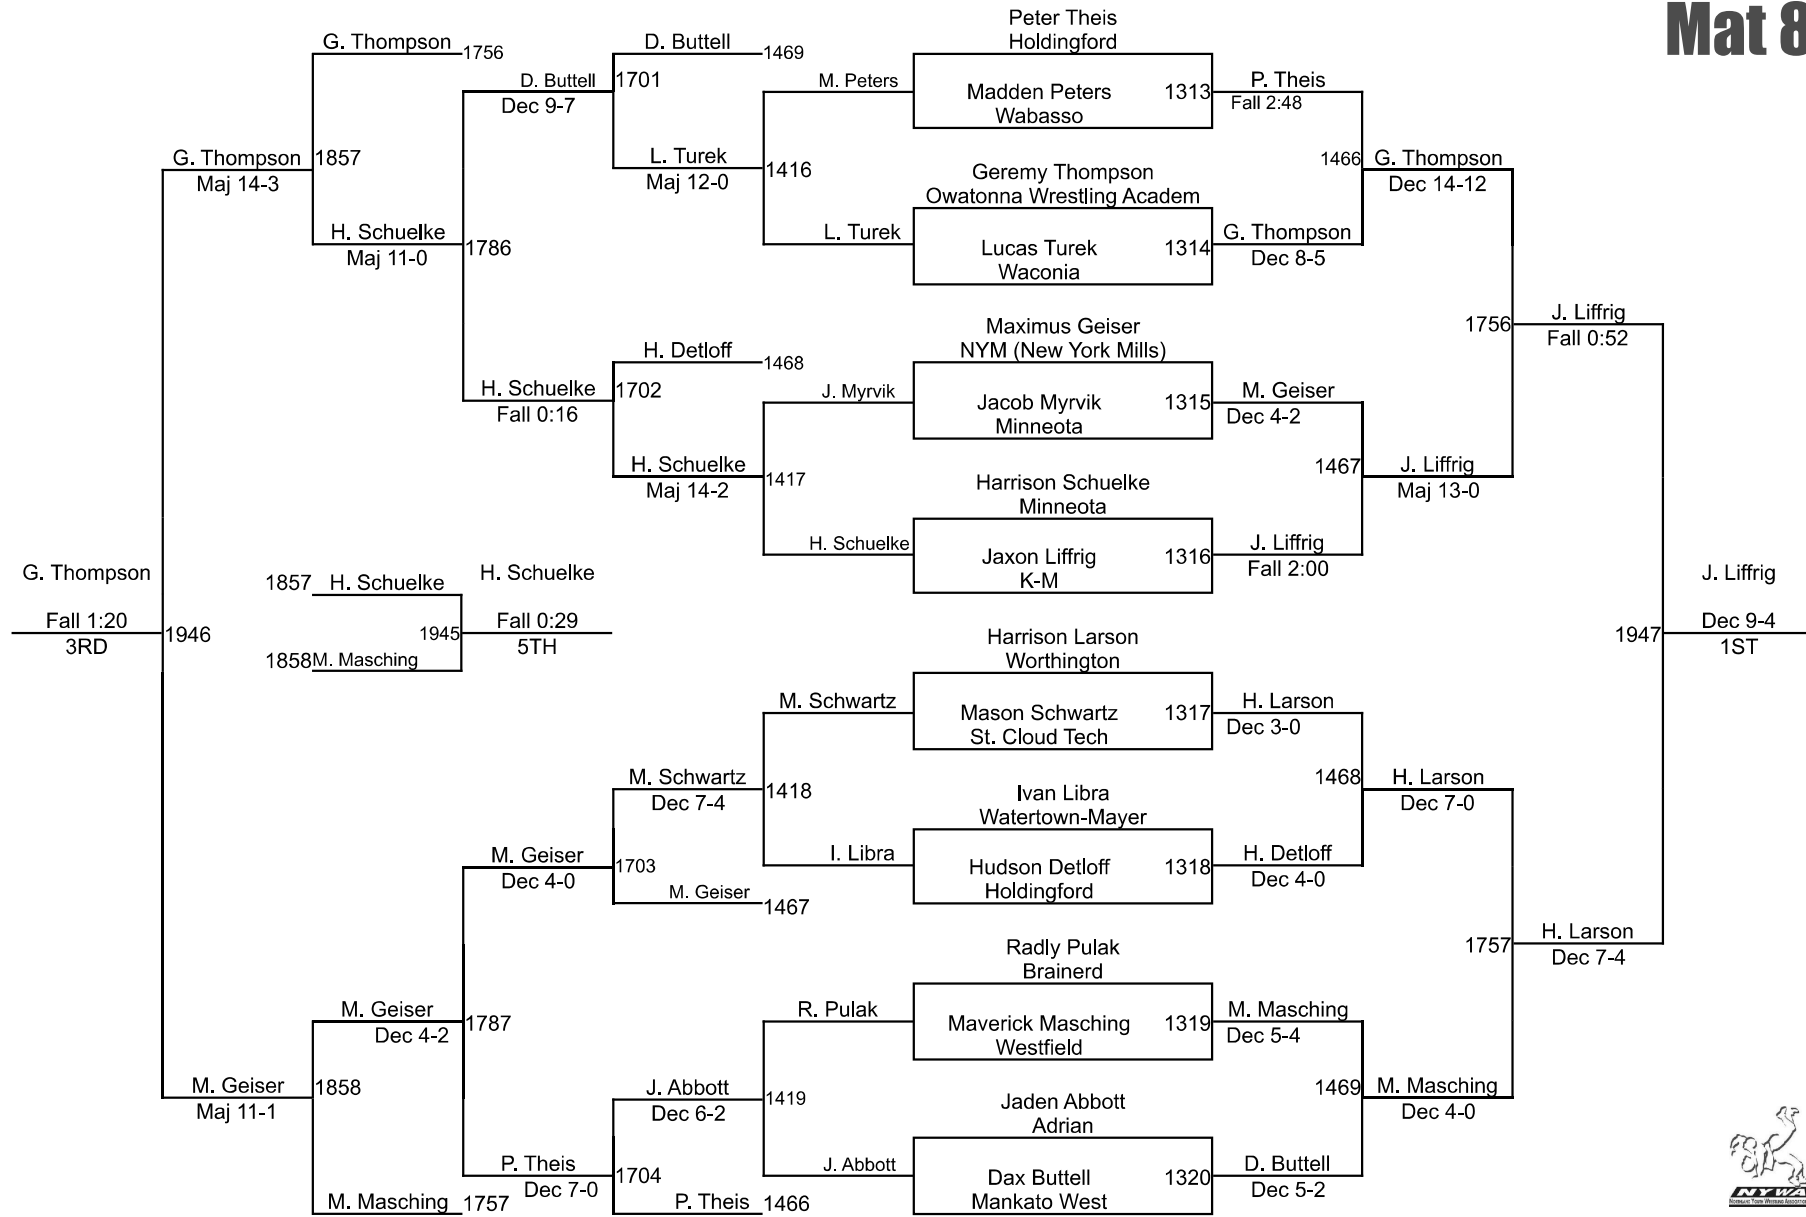 Mat 8
Peter Theis
Holdingford
Madden Peters
Wabasso
1313
Geremy Thompson
Owatonna Wrestling Academ
Lucas Turek
Waconia
1314
Maximus Geiser
NYM (New York Mills)
Jacob Myrvik
Minneota
1315
Harrison Schuelke
Minneota
Jaxon Liffrig
K-M
1316
Harrison Larson
Worthington
Mason Schwartz
St. Cloud Tech
1317
Ivan Libra
Watertown-Mayer
Hudson Detloff
Holdingford
1318
Radly Pulak
Brainerd
Maverick Masching
Westfield
1319
Jaden Abbott
Adrian
Dax Buttell
Mankato West
1320
P. Theis
Fall 2:48
1466
G. Thompson
Dec 8-5
M. Geiser
Dec 4-2
1467
J. Liffrig
Fall 2:00
H. Larson
Dec 3-0
1468
H. Detloff
Dec 4-0
M. Masching
Dec 5-4
1469
D. Buttell
Dec 5-2
G. Thompson
Dec 14-12
1756
J. Liffrig
Maj 13-0
H. Larson
Dec 7-0
1757
M. Masching
Dec 4-0
J. Liffrig
Fall 0:52
1947
H. Larson
Dec 7-4
J. Liffrig
Dec 9-4
1ST
M. Peters
1416
L. Turek
J. Myrvik
1417
H. Schuelke
M. Schwartz
1418
I. Libra
R. Pulak
1419
J. Abbott
D. Buttell
1469
1701
L. Turek
Maj 12-0
H. Detloff
1468
1702
H. Schuelke
Maj 14-2
M. Schwartz
Dec 7-4
1703
M. Geiser
1467
J. Abbott
Dec 6-2
1704
P. Theis
1466
D. Buttell
Dec 9-7
1786
H. Schuelke
Fall 0:16
M. Geiser
Dec 4-0
1787
P. Theis
Dec 7-0
G. Thompson
1756
1857
H. Schuelke
Maj 11-0
M. Geiser
Dec 4-2
1858
M. Masching
1757
G. Thompson
Maj 14-3
1946
M. Geiser
Maj 11-1
G. Thompson
Fall 1:20
3RD
1857
H. Schuelke
1945
1858
M. Masching
H. Schuelke
Fall 0:29
5TH
NYWA